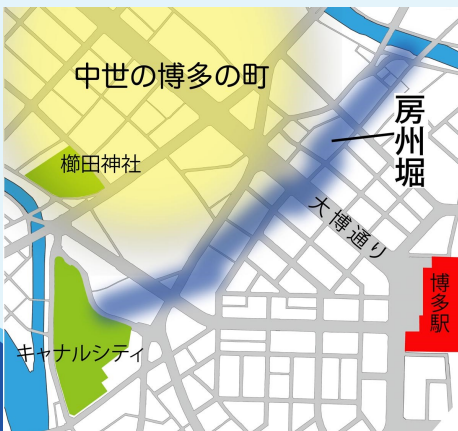 中世の博多の町
房州堀
櫛田神社
大博通り
博多駅
キャナルシティ